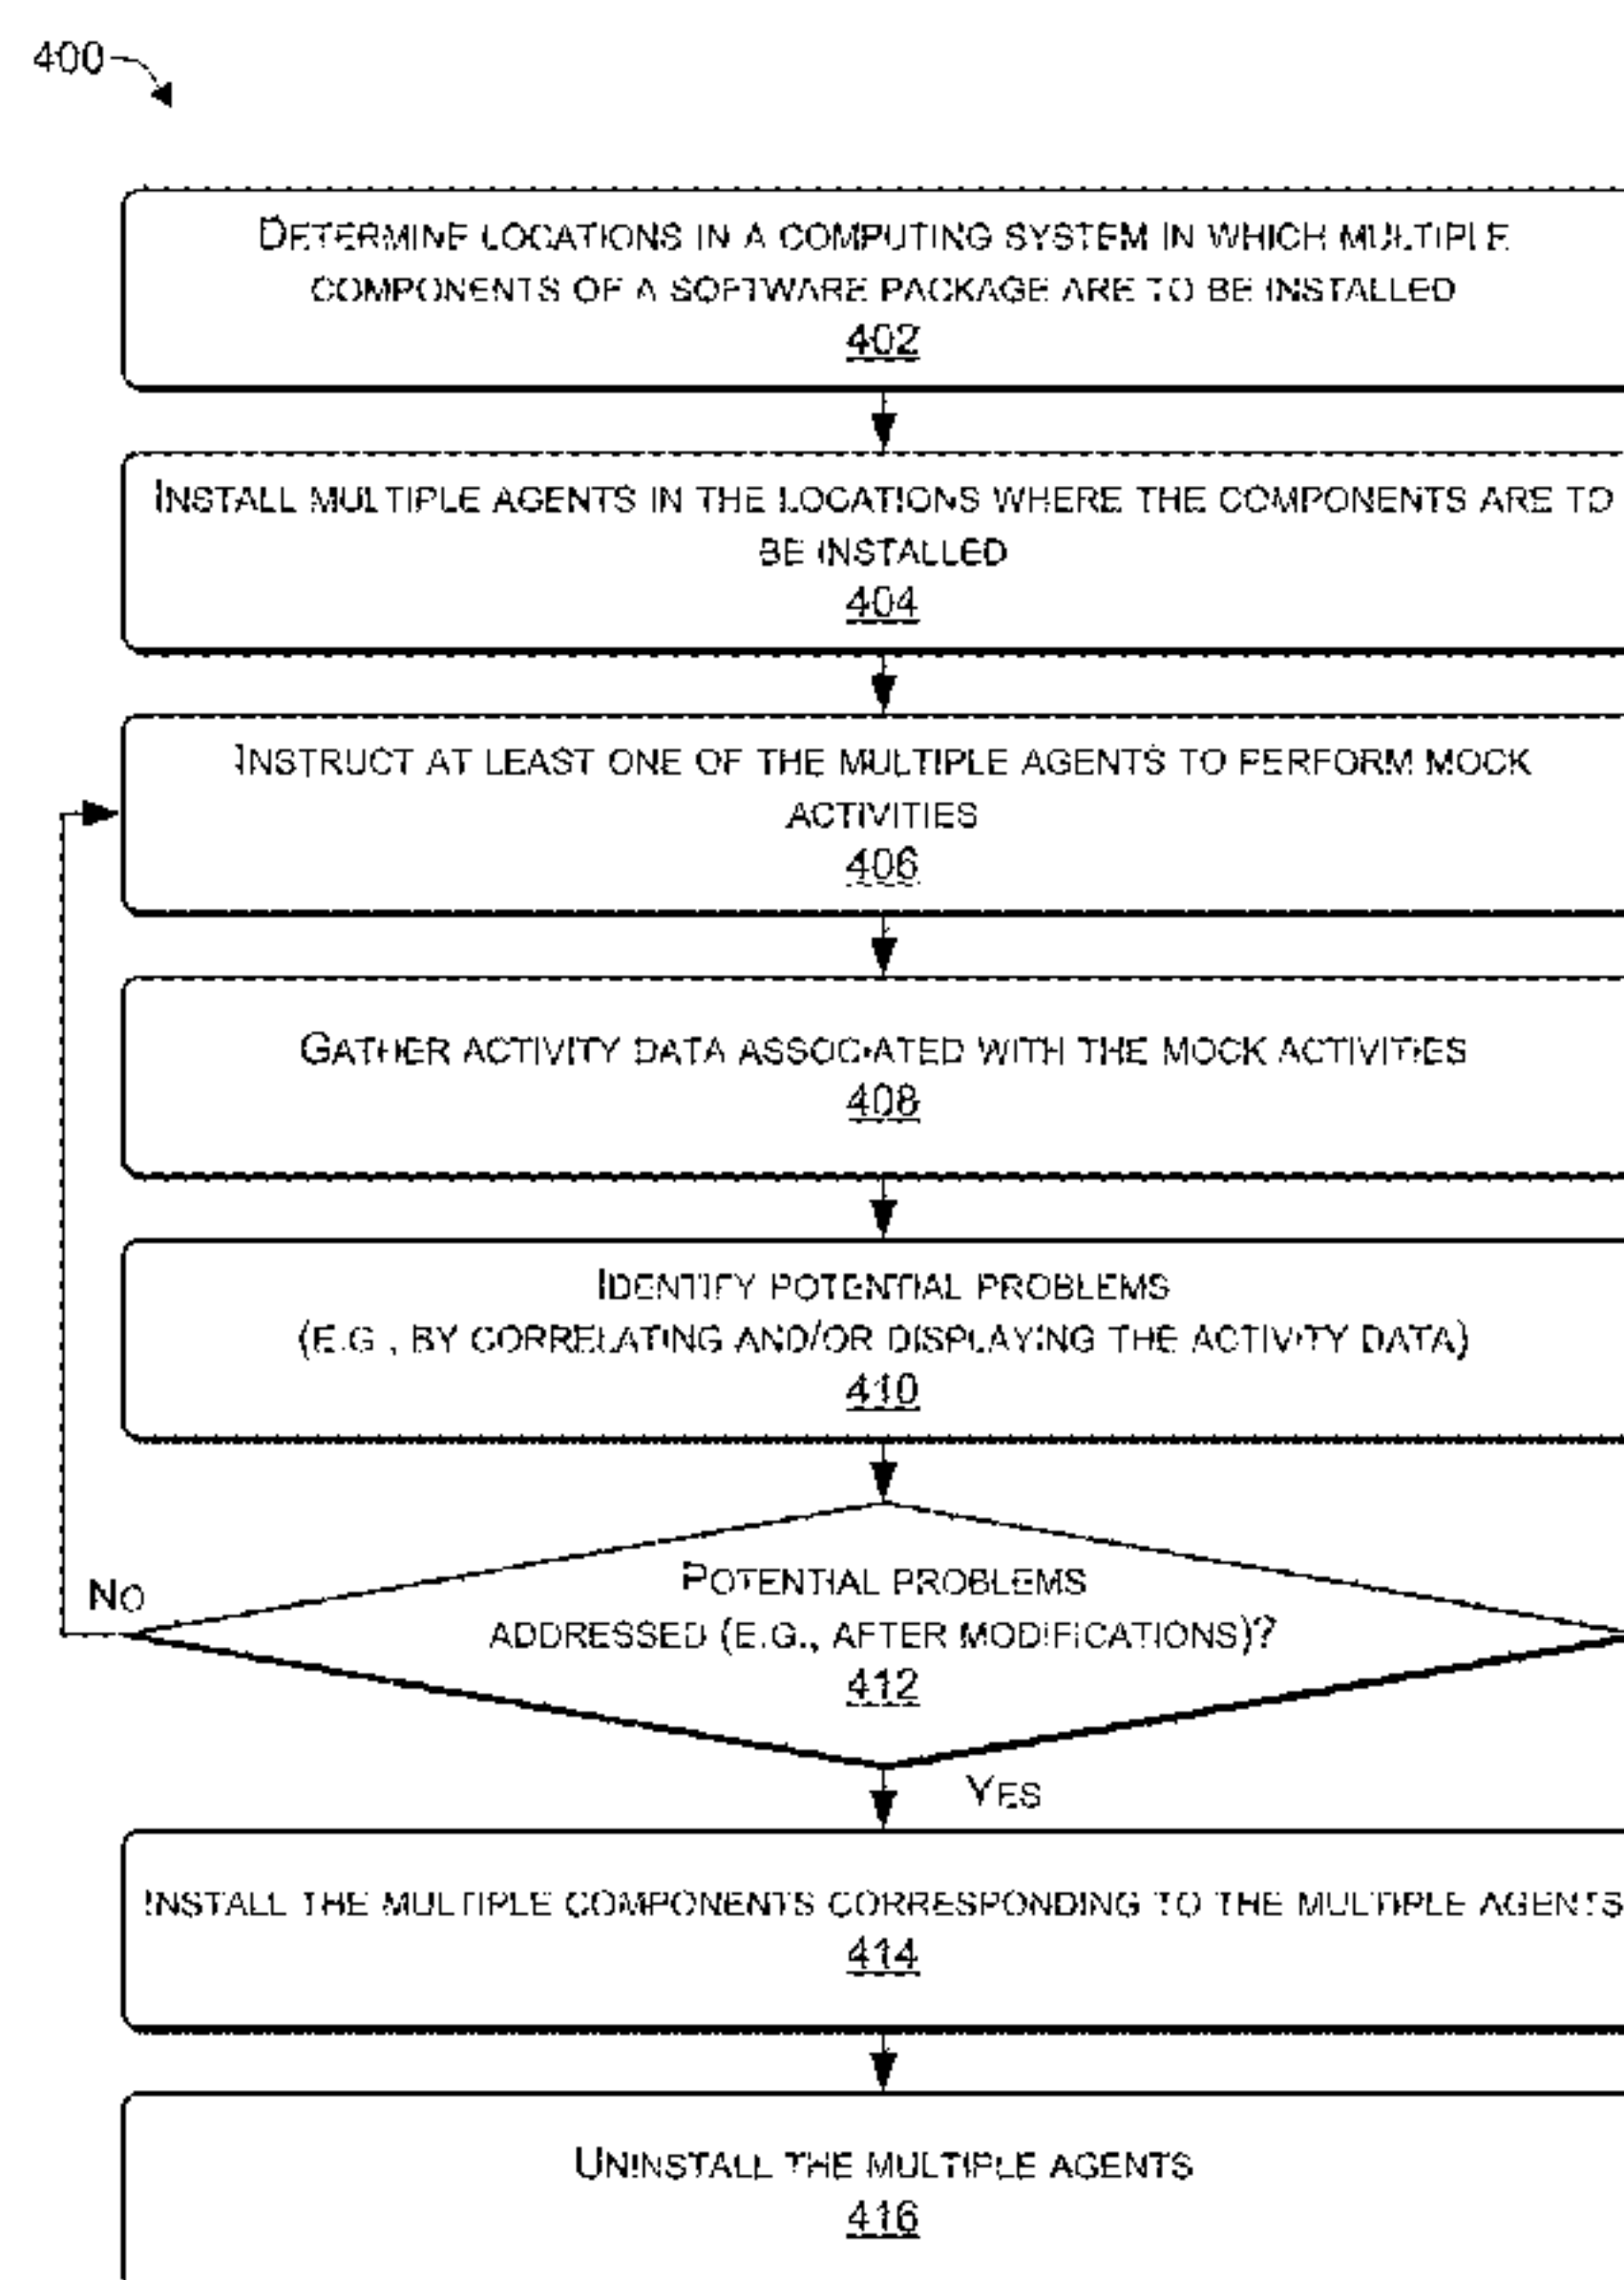 400
DETERMINE LOCATIONS IN A COMPUTING SYSTEM IN WHICH MULTIPLE
COMPONENTS OF A SOFTWARE PACKAGE ARE TO BE INSTALLED
402
INSTALL MULTIPLE AGENTS IN THE LOCATIONS WHERE THE COMPONENTS ARE TO
BE INSTALLED
404
INSTRUCT AT LEAST ONE OF THE MULTIPLE AGENTS TO PERFORM MOCK
ACTIVITIES
406
GATHER ACTIVITY DATA ASSOCIATED WITH THE MOCK ACTIVITIES
408
IDENTIFY POTENTIAL PROBLEMS
(E.G., BY CORRELATING AND/OR DISPLAYING THE ACTIVITY DATA)
410
NO
POTENTIAL PROBLEMS
ADDRESSED (E.G., AFTER MODIFICATIONS)?
412
YES
INSTALL THE MULTIPLE COMPONENTS CORRESPONDING TO THE MULTIPLE AGENTS
414
UNINSTALL THE MULTIPLE AGENTS
416